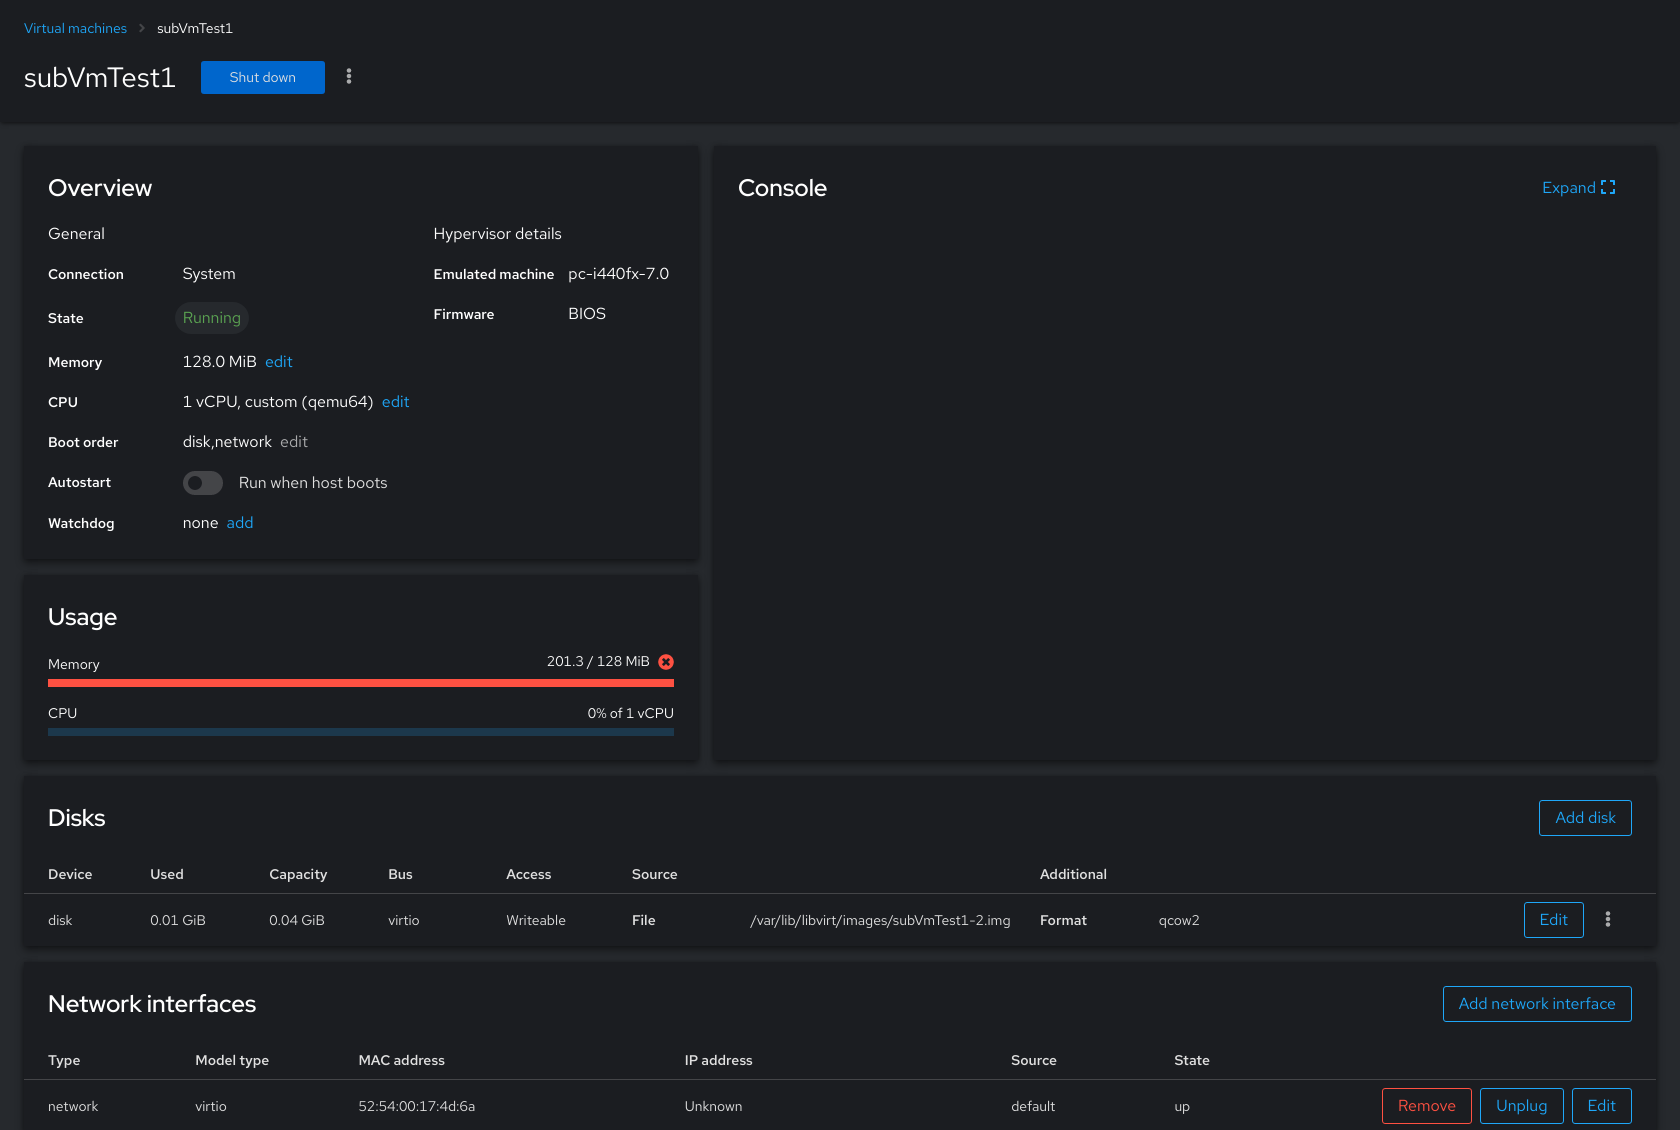 Virtual machines > subVmTest1
subVmTest1 Shut down
Overview
General
Connection System
State Running
Memory 128.0 MiB edit
CPU 1 vCPU, custom (qemu64) edit
Boot order disk,network edit
Autostart Run when host boots
Watchdog none add
Hypervisor details
Emulated machine pc-i440fx-7.0
Firmware BIOS
Console Expand
Usage
Memory 201.3 / 128 MiB
CPU 0% of 1 vCPU
Disks Add disk
Device Used Capacity Bus Access Source Additional
disk 0.01 GiB 0.04 GiB virtio Writeable File /var/lib/libvirt/images/subVmTest1-2.img Format qcow2 Edit
Network interfaces Add network interface
Type Model type MAC address IP address Source State
network virtio 52:54:00:17:4d:6a Unknown default up Remove Unplug Edit